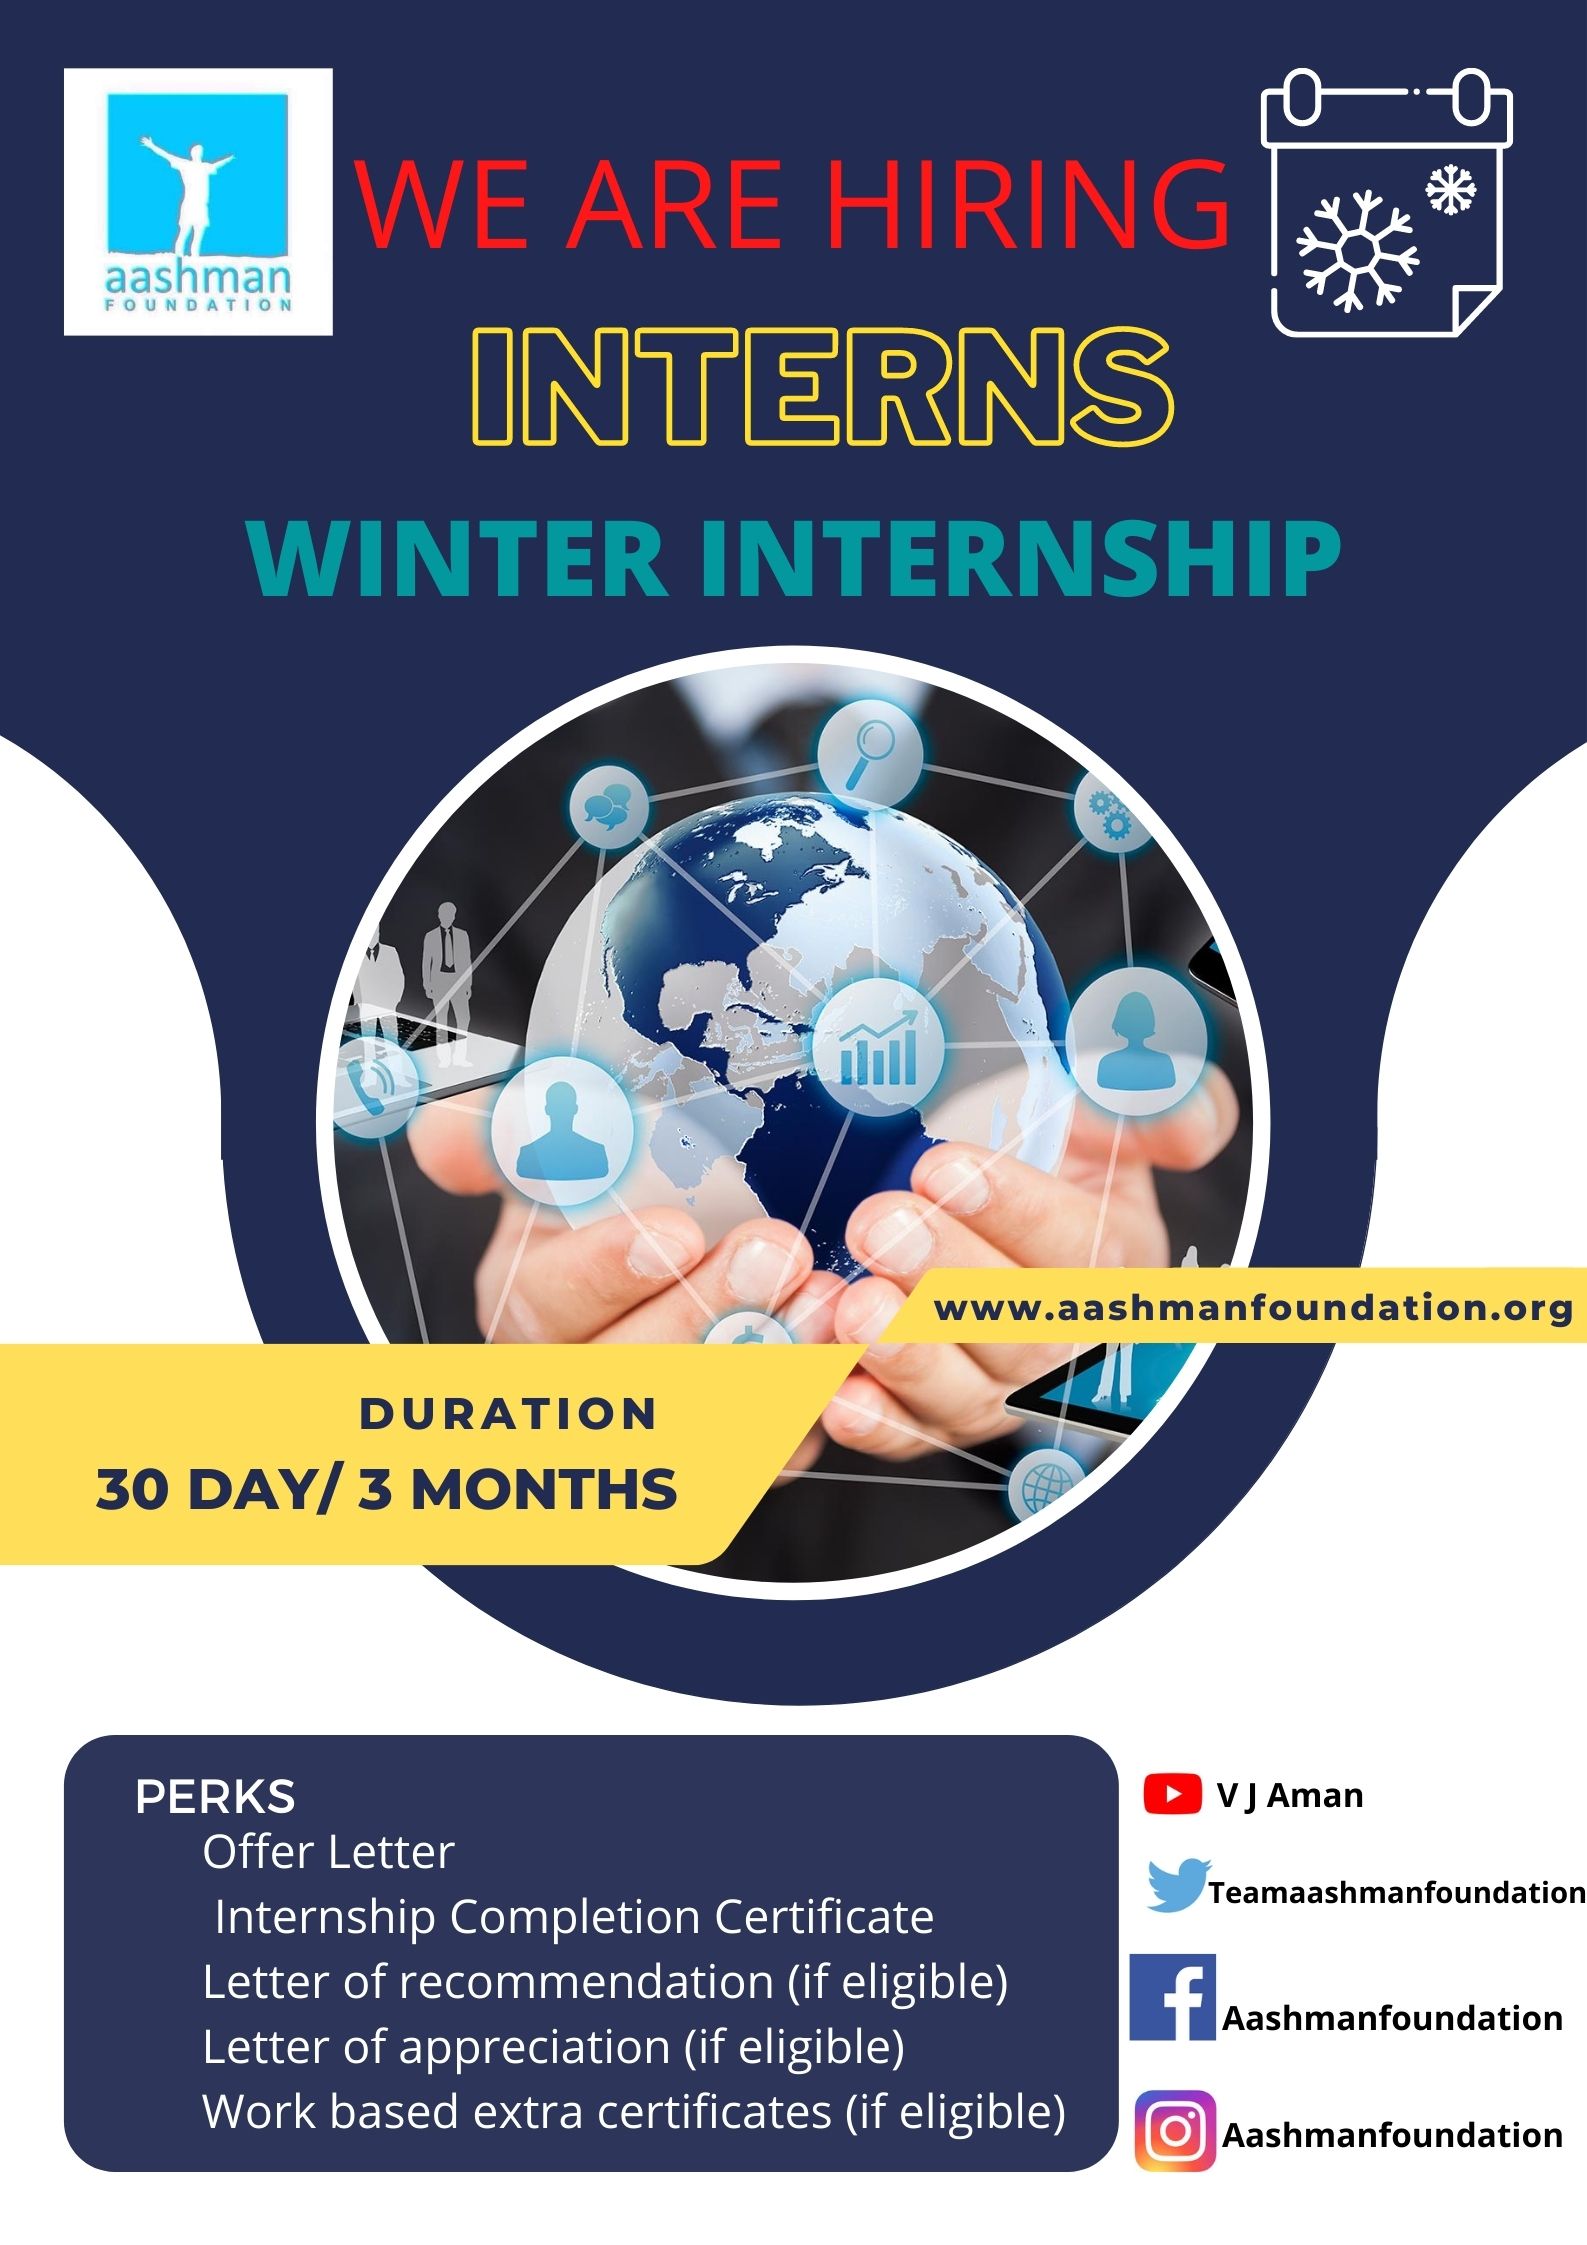 aashman
FOUNDATION
WE ARE HIRING
INTERNS
WINTER INTERNSHIP
www.aashmanfoundation.org
DURATION
30 DAY/ 3 MONTHS
PERKS
Offer Letter
Internship Completion Certificate
Letter of recommendation (if eligible)
Letter of appreciation (if eligible)
Work based extra certificates (if eligible)
V J Aman
Teamaashmanfoundation
Aashmanfoundation
Aashmanfoundation